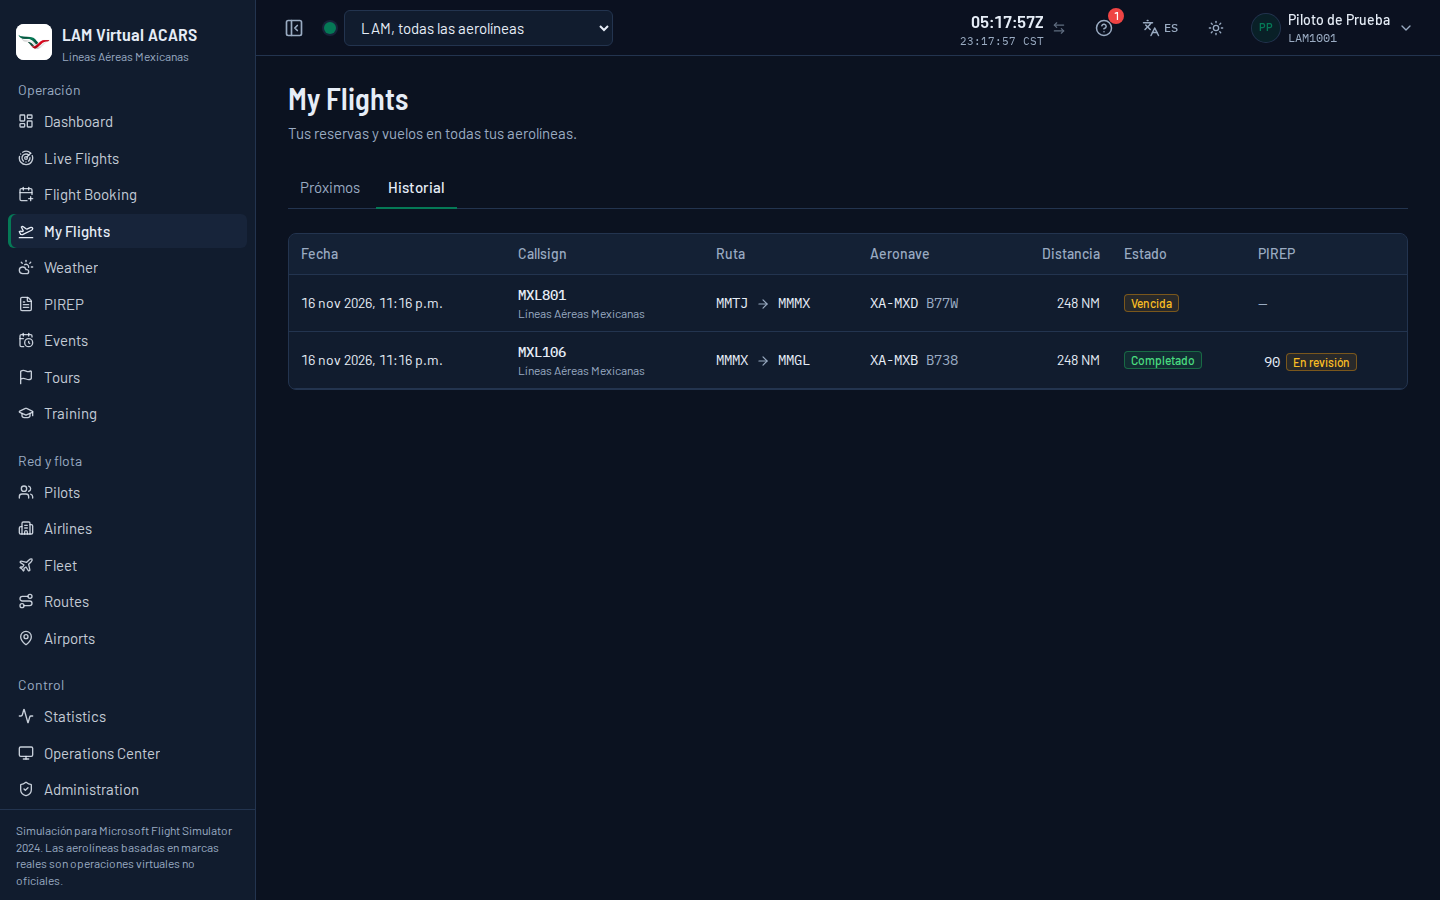 LAM Virtual ACARS
Líneas Aéreas Mexicanas
Operación
Dashboard
Live Flights
Flight Booking
My Flights
Weather
PIREP
Events
Tours
Training
Red y flota
Pilots
Airlines
Fleet
Routes
Airports
Control
Statistics
Operations Center
Administration
Simulación para Microsoft Flight Simulator
2024. Las aerolíneas basadas en marcas
reales son operaciones virtuales no
oficiales.
LAM, todas las aerolíneas
05:17:57Z
23:17:57 CST
1
ES
PP
Piloto de Prueba
LAM1001
My Flights
Tus reservas y vuelos en todas tus aerolíneas.
Próximos Historial
Fecha Callsign Ruta Aeronave Distancia Estado PIREP
16 nov 2026, 11:16 p.m. MXL801 MMTJ → MMMX XA-MXD B77W 248 NM Vencida —
Líneas Aéreas Mexicanas
16 nov 2026, 11:16 p.m. MXL106 MMMX → MMGL XA-MXB B738 248 NM Completado 90 En revisión
Líneas Aéreas Mexicanas